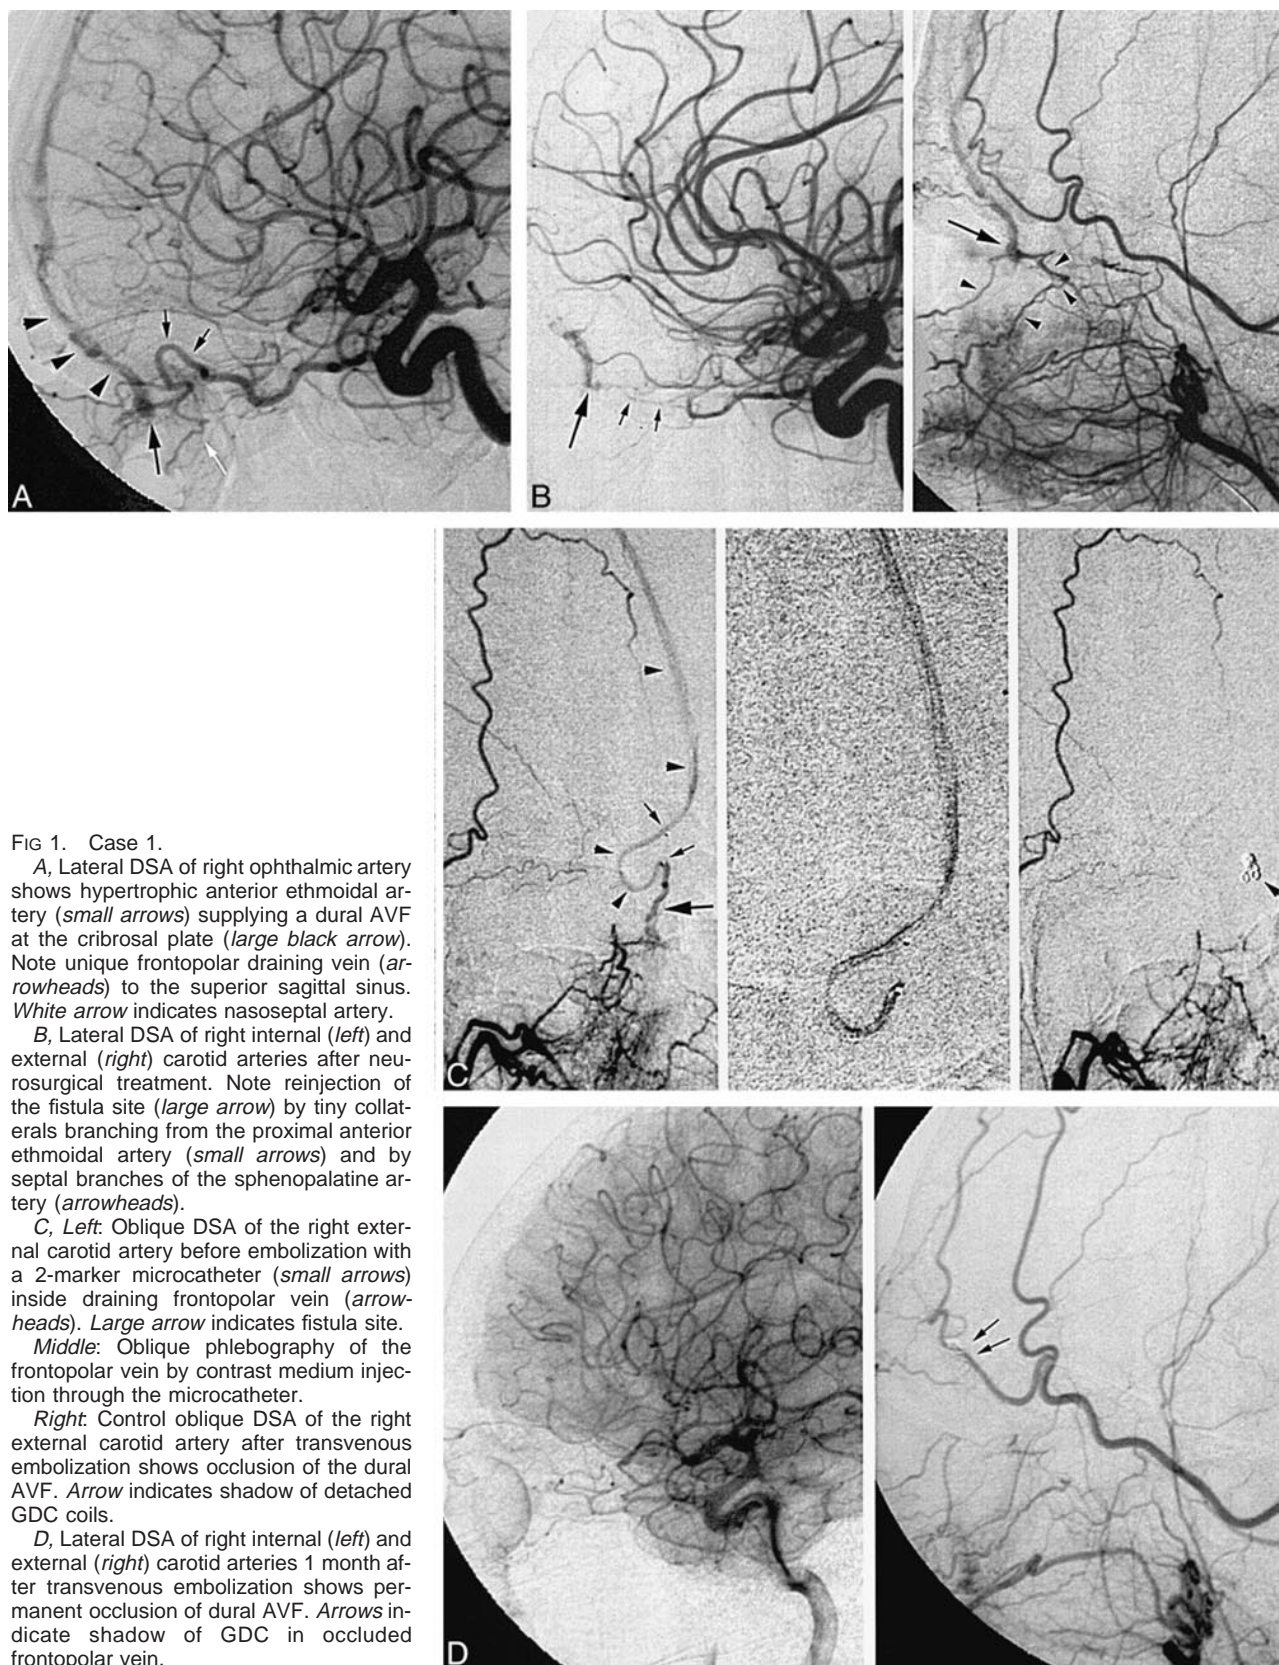 A
B
C
D
FIG 1. Case 1.
A, Lateral DSA of right ophthalmic artery
shows hypertrophic anterior ethmoidal ar-
tery (small arrows) supplying a dural AVF
at the cribrosal plate (large black arrow).
Note unique frontopolar draining vein (ar-
rowheads) to the superior sagittal sinus.
White arrow indicates nasoseptal artery.
B, Lateral DSA of right internal (left) and
external (right) carotid arteries after neu-
rosurgical treatment. Note reinjection of
the fistula site (large arrow) by tiny collat-
erals branching from the proximal anterior
ethmoidal artery (small arrows) and by
septal branches of the sphenopalatine ar-
tery (arrowheads).
C, Left: Oblique DSA of the right exter-
nal carotid artery before embolization with
a 2-marker microcatheter (small arrows)
inside draining frontopolar vein (arrow-
heads). Large arrow indicates fistula site.
Middle: Oblique phlebography of the
frontopolar vein by contrast medium injec-
tion through the microcatheter.
Right: Control oblique DSA of the right
external carotid artery after transvenous
embolization shows occlusion of the dural
AVF. Arrow indicates shadow of detached
GDC coils.
D, Lateral DSA of right internal (left) and
external (right) carotid arteries 1 month af-
ter transvenous embolization shows per-
manent occlusion of dural AVF. Arrows in-
dicate shadow of GDC in occluded
frontopolar vein.